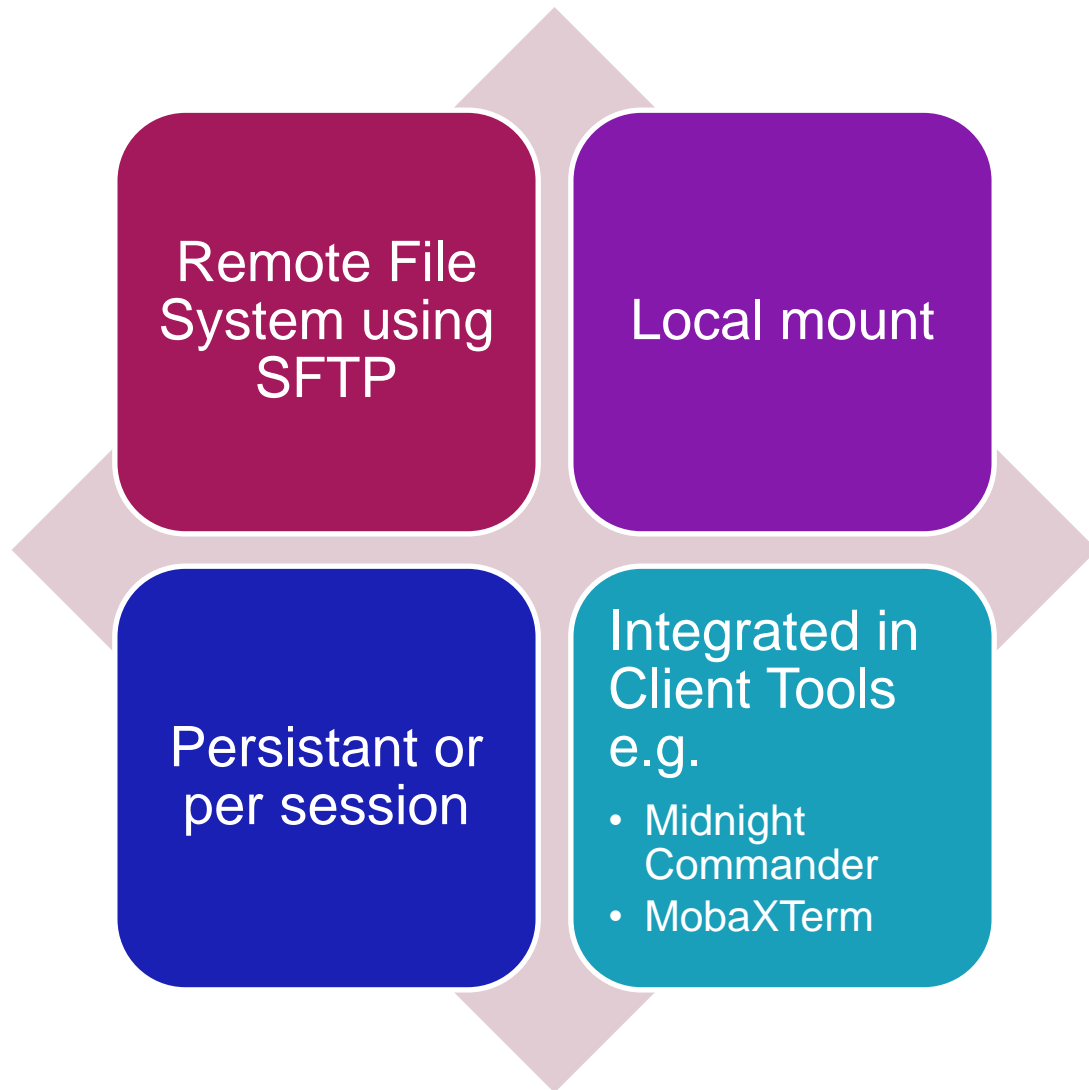 Remote File
System using
SFTP
Local mount
Persistant or
per session
Integrated in
Client Tools
e.g.
• Midnight
Commander
• MobaXTerm